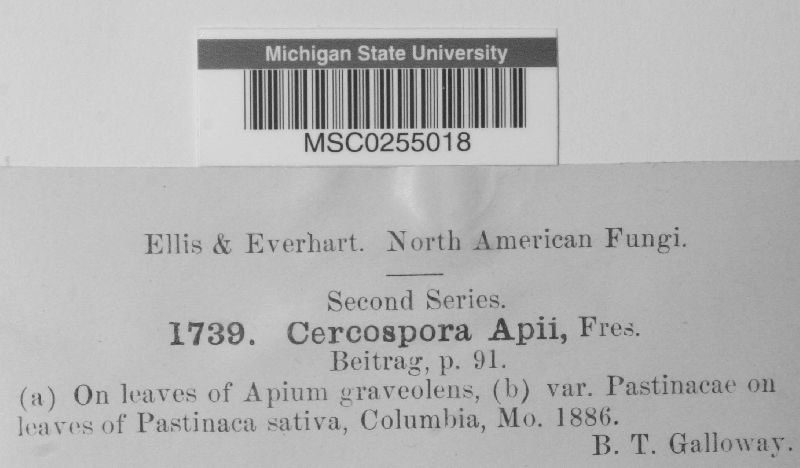 Michigan State University
MSC0255018
Ellis & Everhart. North American Fungi.
Second Series.
1739. Cercospora Apii, Fres.
Beitrag, p. 91.
(a) On leaves of Apium graveolens, (b) var. Pastinacae on
leaves of Pastinaca sativa, Columbia, Mo. 1886.
B. T. Galloway.